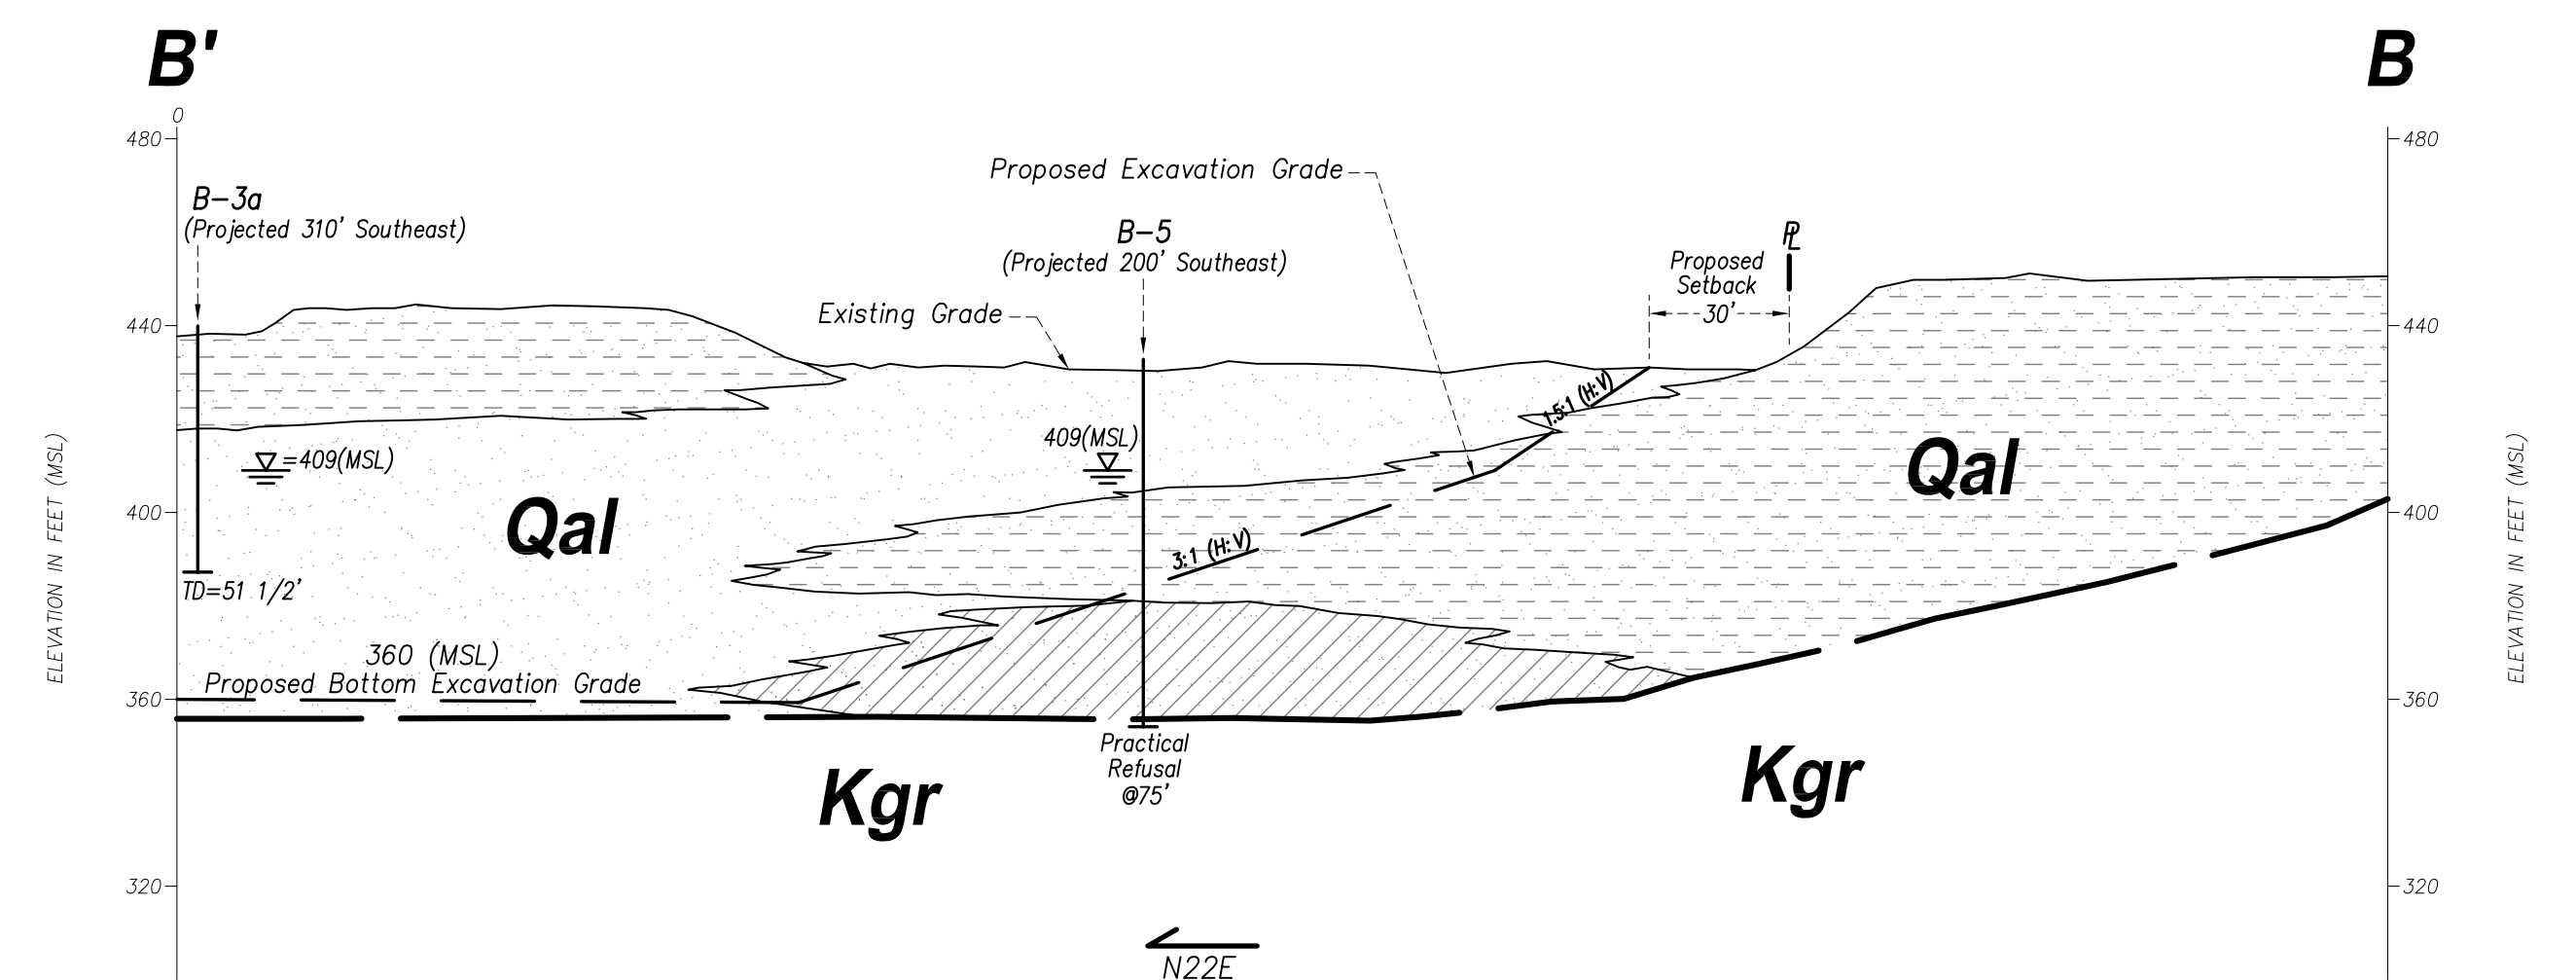 B' B
0
480 480
Proposed Excavation Grade
B-3a
(Projected 310' Southeast)
B-5
(Projected 200' Southeast)
PL
Proposed
Setback
30'
Existing Grade
440 440
1.5:1 (H:V)
409(MSL)
=409(MSL)
Qal
Qal
400 400
3:1 (H:V)
TD=51 1/2'
ELEVATION IN FEET (MSL)
ELEVATION IN FEET (MSL)
360 (MSL)
Proposed Bottom Excavation Grade
360 360
Practical
Refusal
@75'
Kgr
Kgr
320 320
N22E